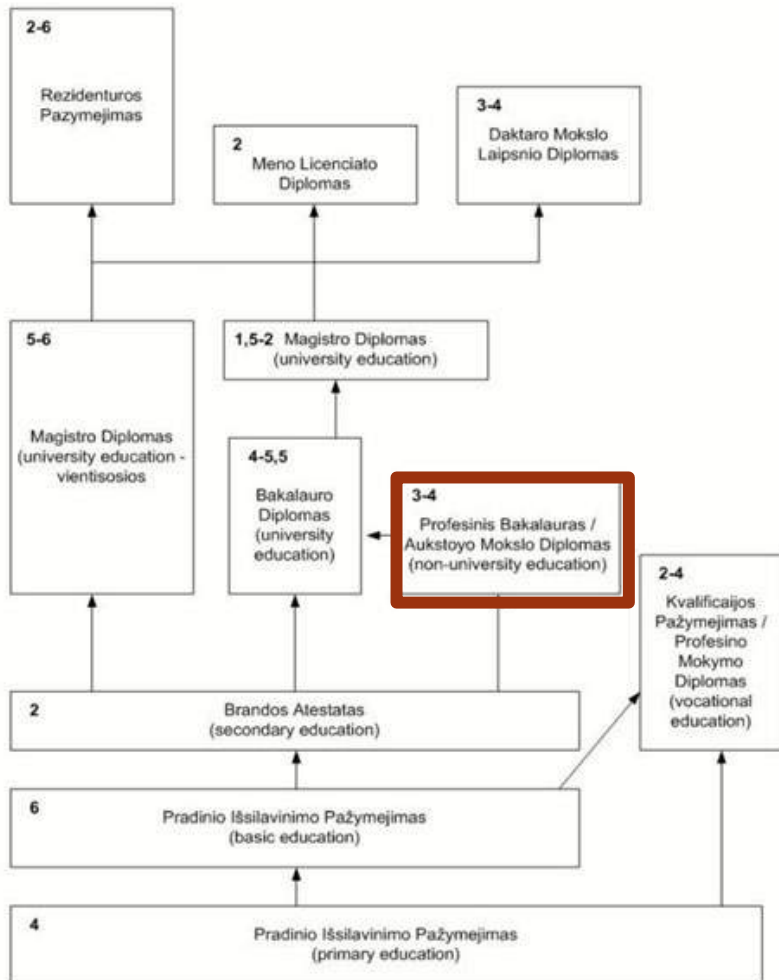 2-6
Rezidenturos
Pazymejimas
2
Meno Licenciato
Diplomas
3-4
Daktaro Mokslo
Laipsnio Diplomas
5-6
Magistro Diplomas
(university education -
vientisosios
1,5-2 Magistro Diplomas
(university education)
4-5,5
Bakalauro
Diplomas
(university
education)
3-4
Profesinis Bakalauras /
Aukstoyo Mokslo Diplomas
(non-university education)
2-4
Kvalificaijos
Pažymejimas /
Profesino
Mokymo
Diplomas
(vocational
education)
2
Brandos Atestatas
(secondary education)
6
Pradinio Išsilavinimo Pažymejimas
(basic education)
4
Pradinio Išsilavinimo Pažymejimas
(primary education)